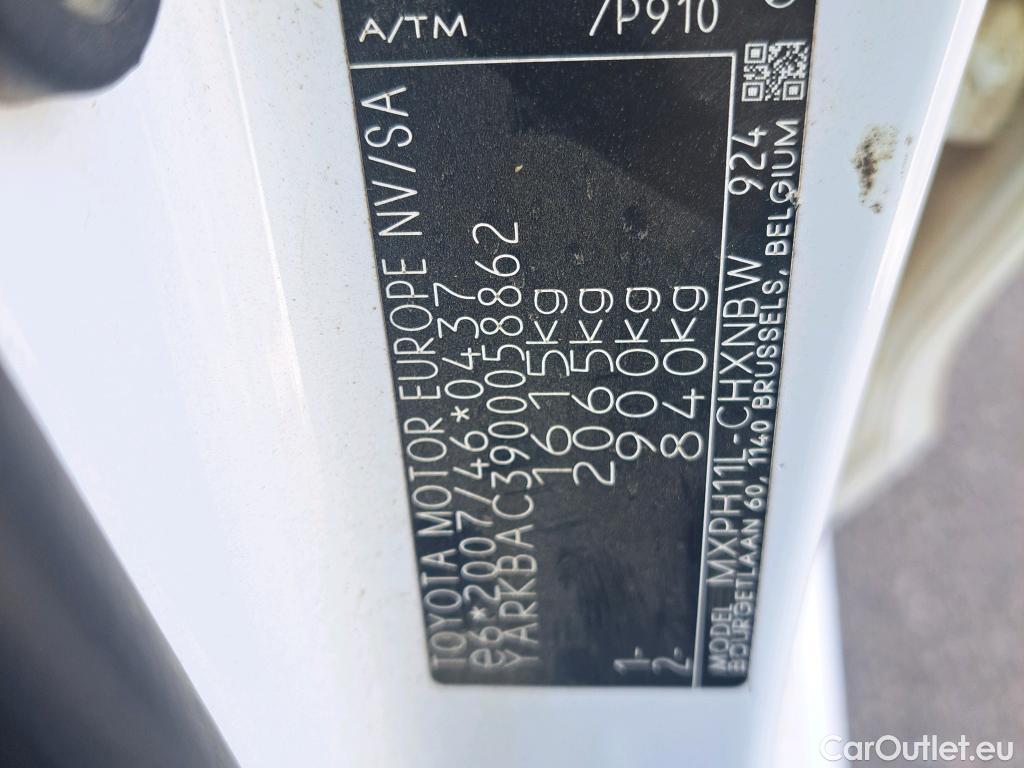 A/TM /P910
TOYOTA MOTOR EUROPE NV/SA
e6*2007/46*0437
YARKBAC3900058862
1615kg
2065kg
1- 900kg
2- 840kg
MODEL MXPH11L-CHXNBW 924
BOURGETLAAN 60, 1140 BRUSSELS, BELGIUM
CarOutlet.eu